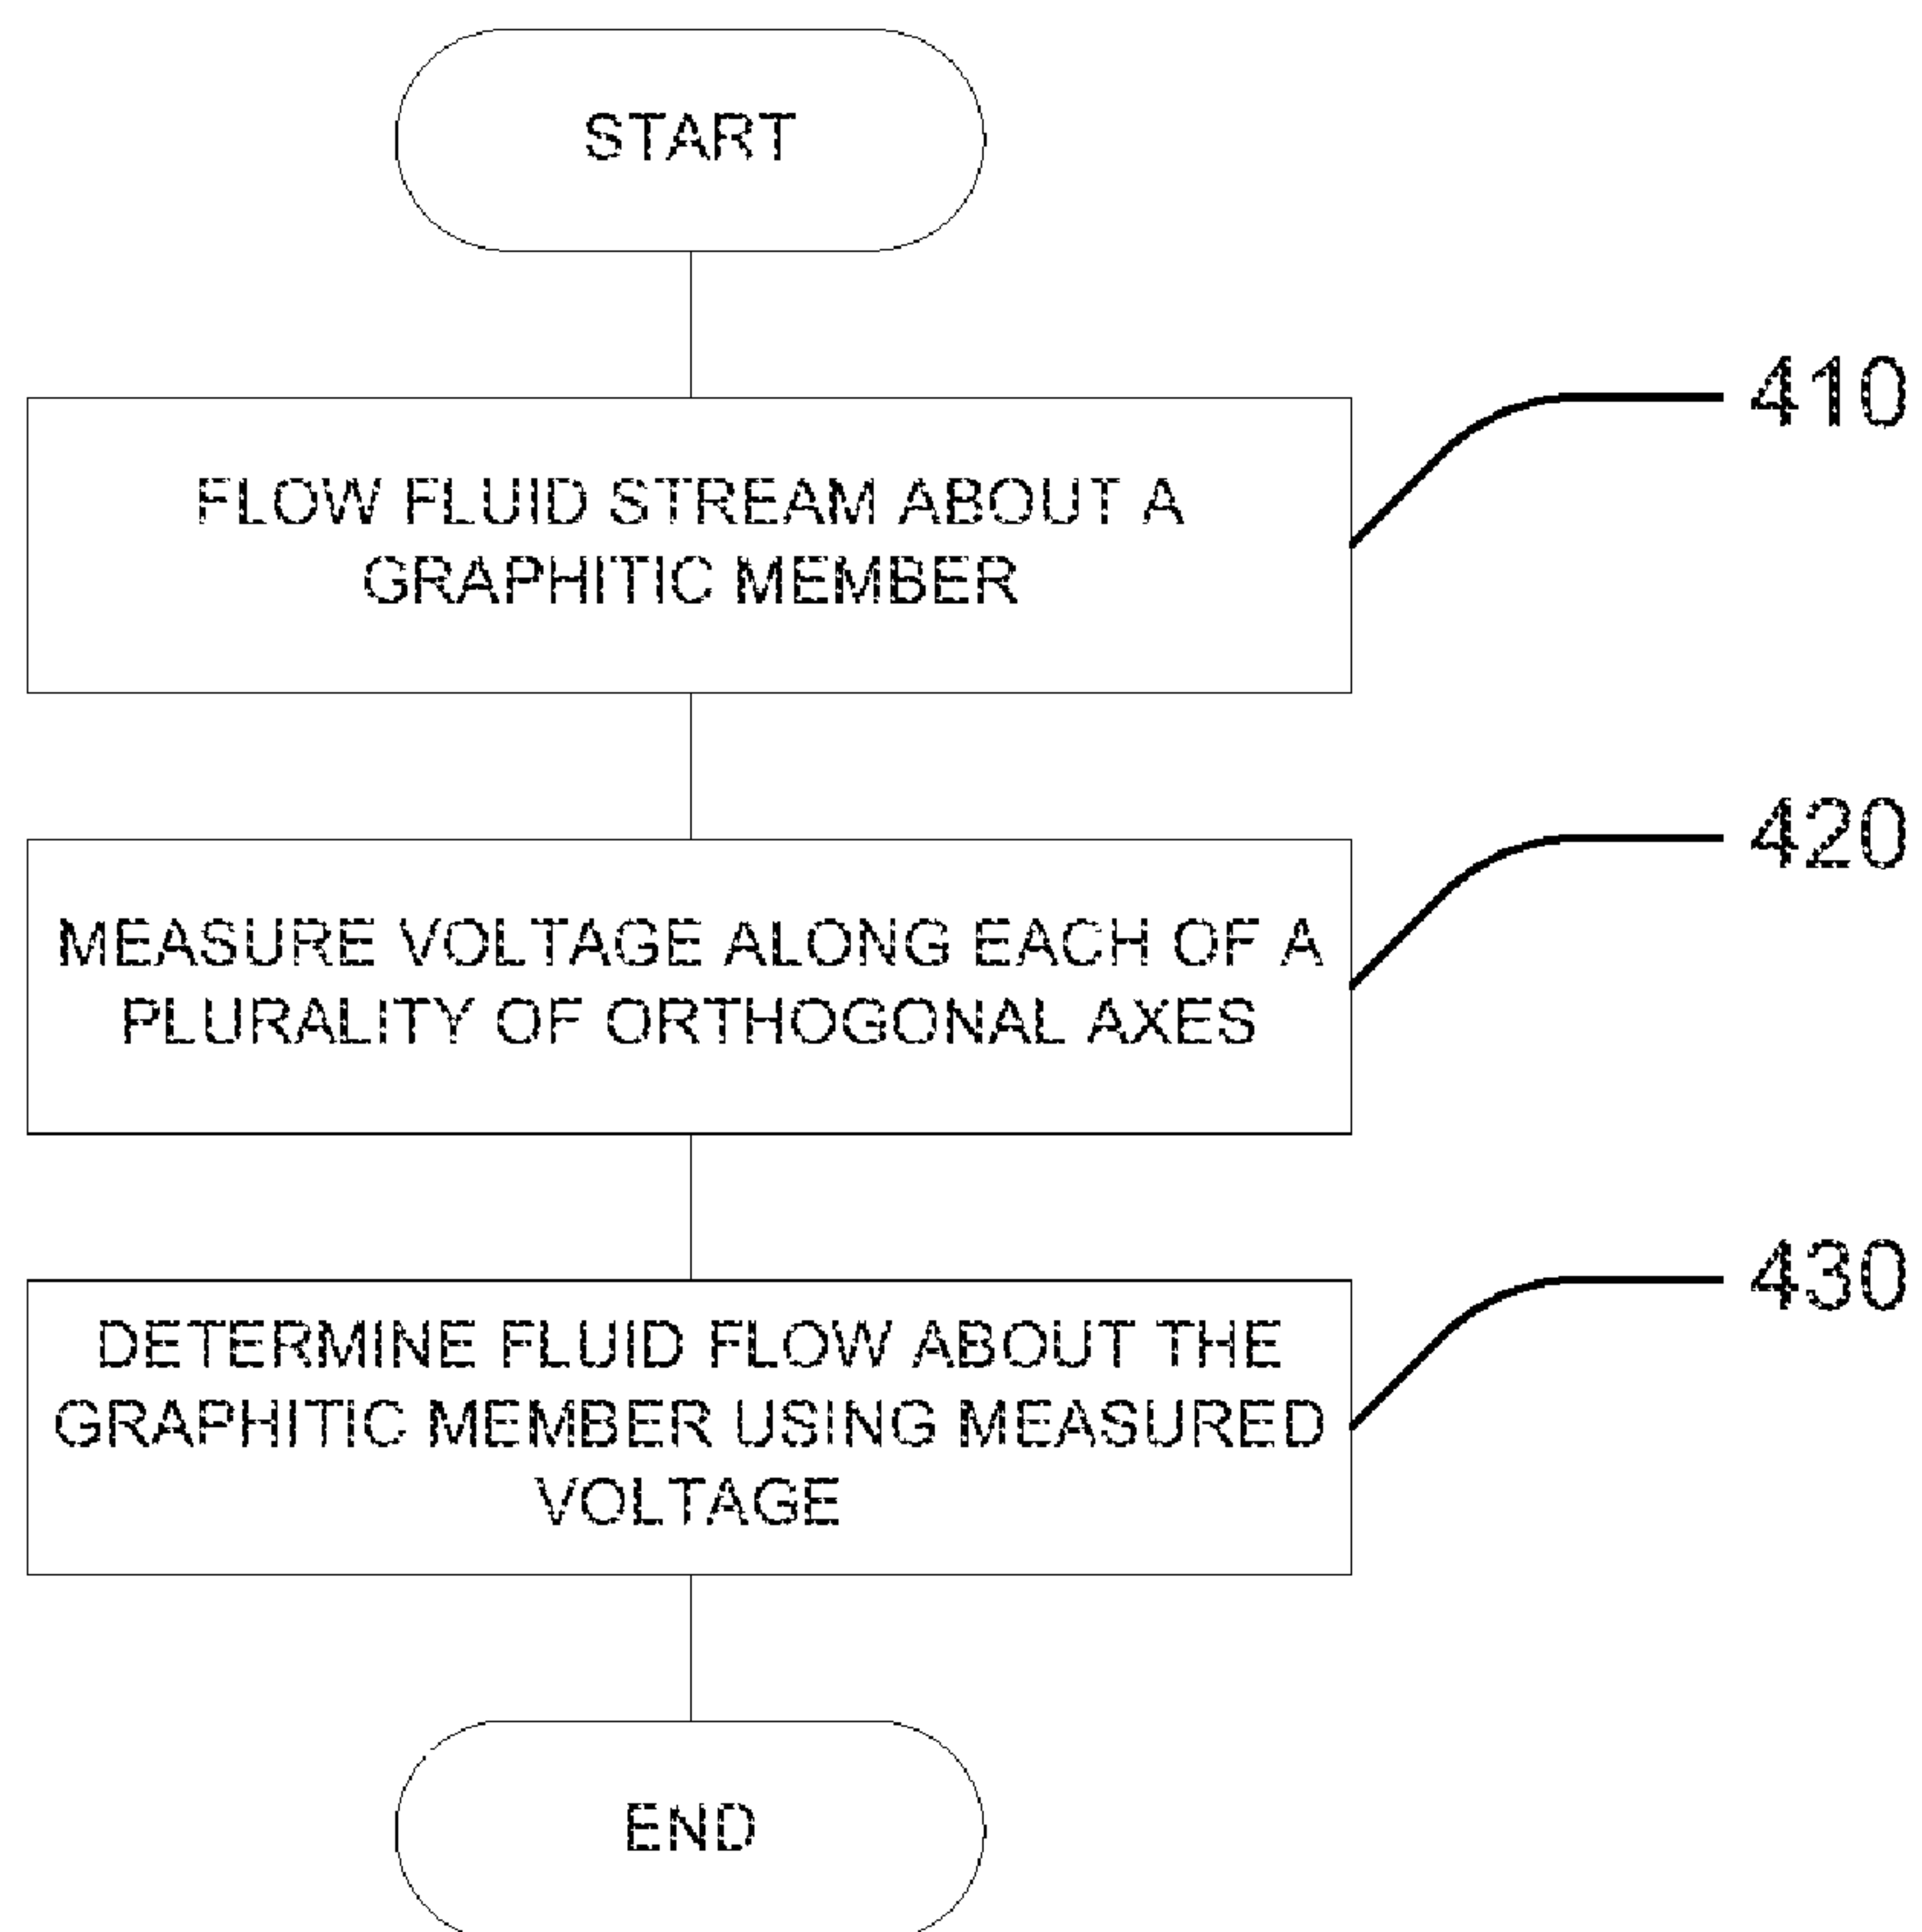 START
410
FLOW FLUID STREAM ABOUT A
GRAPHITIC MEMBER
420
MEASURE VOLTAGE ALONG EACH OF A
PLURALITY OF ORTHOGONAL AXES
430
DETERMINE FLUID FLOW ABOUT THE
GRAPHITIC MEMBER USING MEASURED
VOLTAGE
END